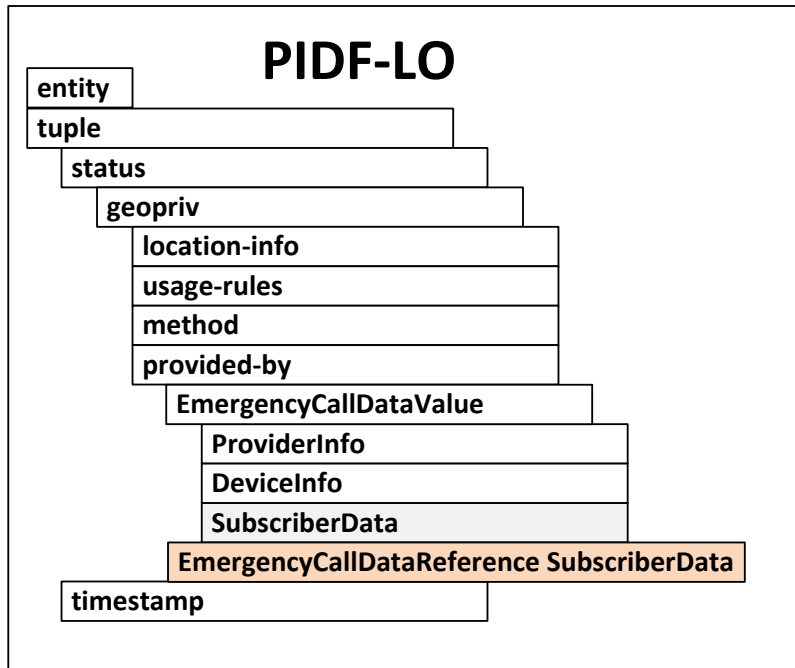 PIDF-LO
entity
tuple
status
geopriv
location-info
usage-rules
method
provided-by
EmergencyCallDataValue
ProviderInfo
DeviceInfo
SubscriberData
EmergencyCallDataReference SubscriberData
timestamp